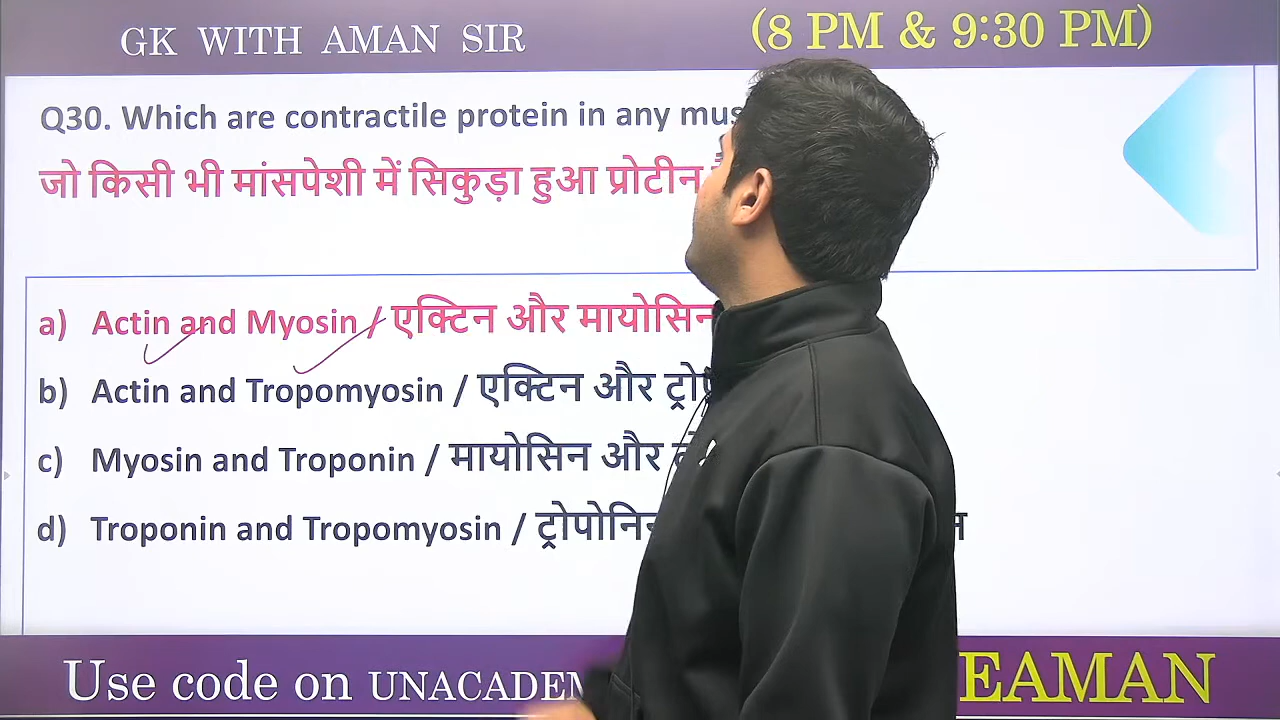 GK WITH AMAN SIR
(8 PM & 9:30 PM)
Q30. Which are contractile protein in any
जो किसी भी मांसपेशी में सिकुड़ा हुआ प्रोटीन
a) Actin and Myosin / एक्टिन और मायोसिन
b) Actin and Tropomyosin / एक्टिन और
c) Myosin and Troponin / मायोसिन और
d) Troponin and Tropomyosin /
Use code on
EAMAN